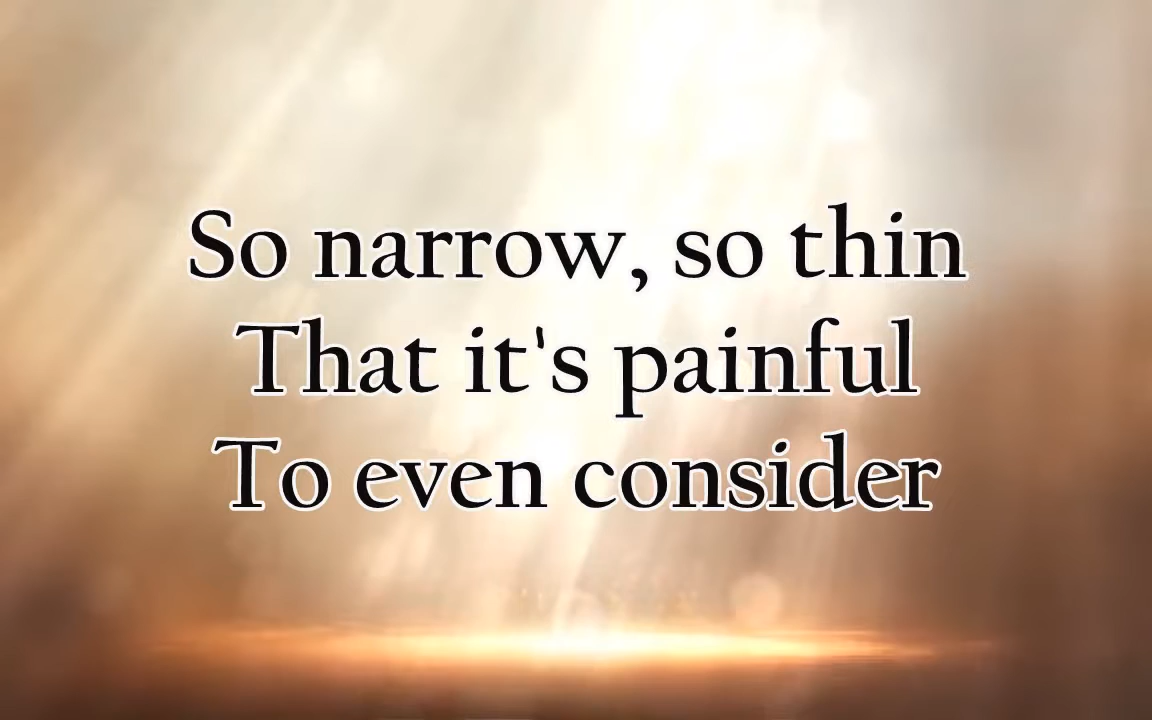 So narrow, so thin
That it's painful
To even consider